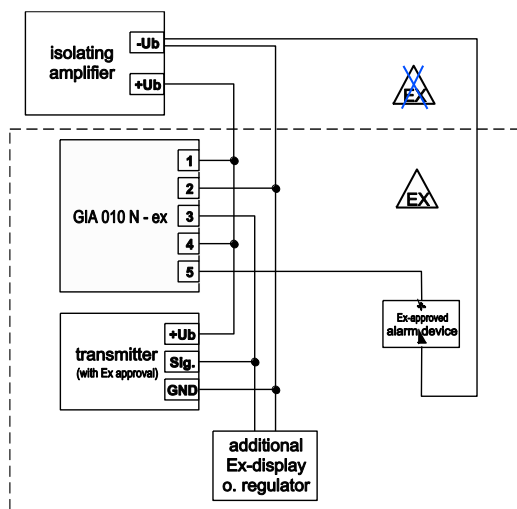 isolating
amplifier
-Ub
+Ub
EX
GIA 010 N - ex
1
2
3
4
5
EX
transmitter
(with Ex approval)
+Ub
Sig.
GND
+
Ex-approved
alarm device
additional
Ex-display
o. regulator